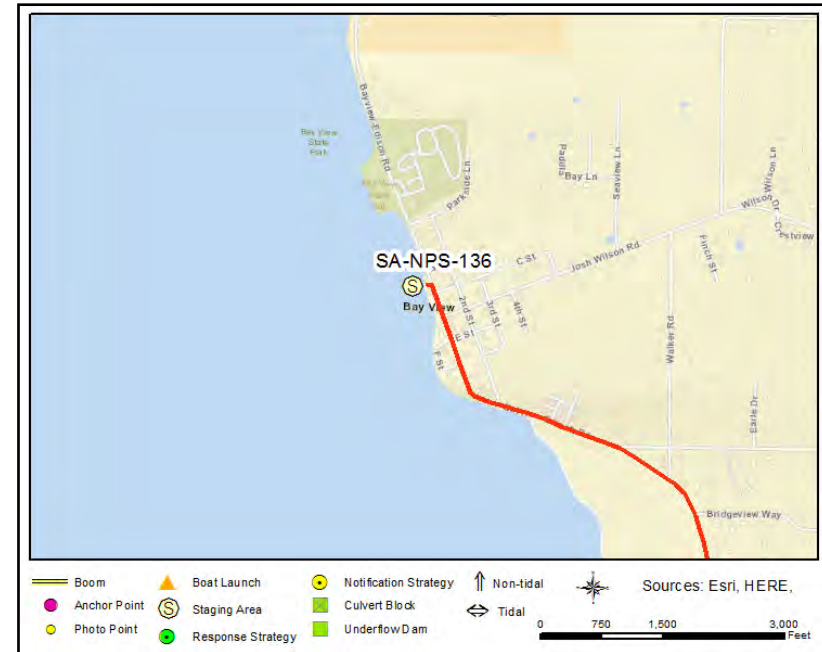 Bayview Edison Rd
Bay View
State
Park
Parkside Ln
Bay Ln
Seaview Ln
Wilson Ln
Wilson Dr
Crestview
SA-NPS-136
C St
Josh Wilson Rd
Finch St
S
Bay View
2nd St
3rd St
4th St
E St
F St
Walker Rd
Earle Dr
Bridgeview Way
Boom
Boat Launch
Notification Strategy
Non-tidal
Sources: Esri, HERE,
Anchor Point
S
Staging Area
Culvert Block
Tidal
Photo Point
Response Strategy
Underflow Dam
0 750 1,500 3,000
Feet